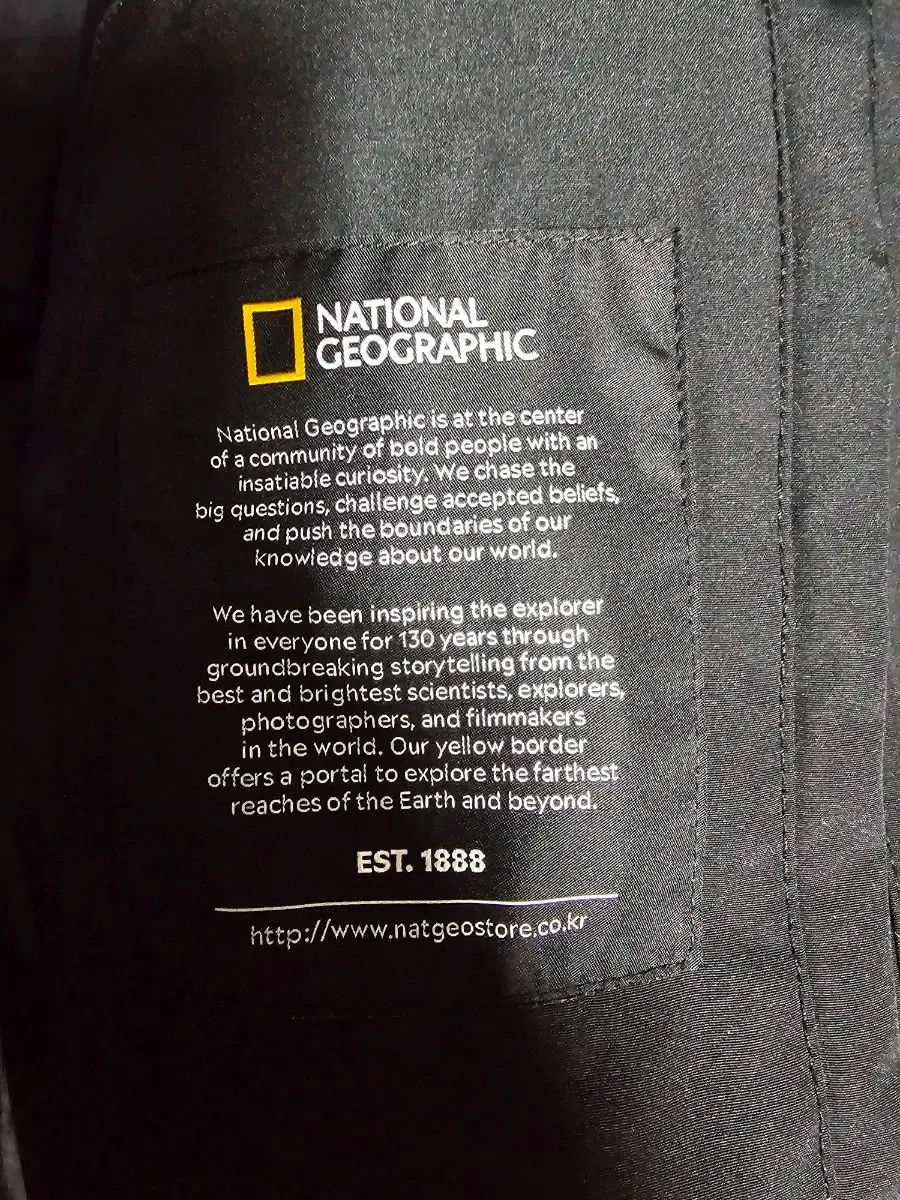 NATIONAL
GEOGRAPHIC
National Geographic is at the center
of a community of bold people with an
insatiable curiosity. We chase the
big questions, challenge accepted beliefs,
and push the boundaries of our
knowledge about our world.
We have been inspiring the explorer
in everyone for 130 years through
groundbreaking storytelling from the
best and brightest scientists, explorers,
photographers, and filmmakers
in the world. Our yellow border
offers a portal to explore the farthest
reaches of the Earth and beyond.
EST. 1888
http://www.natgeostore.co.kr